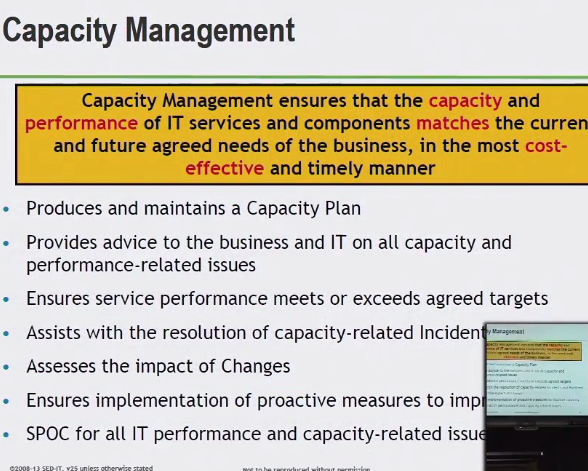 Capacity Management
Capacity Management ensures that the capacity and
performance of IT services and components matches the curren
and future agreed needs of the business, in the most cost-
effective and timely manner
• Produces and maintains a Capacity Plan
• Provides advice to the business and IT on all capacity and
performance-related issues
• Ensures service performance meets or exceeds agreed targets
• Assists with the resolution of capacity-related Incident
• Assesses the impact of Changes
• Ensures implementation of proactive measures to impr
• SPOC for all IT performance and capacity-related issue
©2008-13 SED-IT, v25 unless otherwise stated
Not to be reproduced without permission